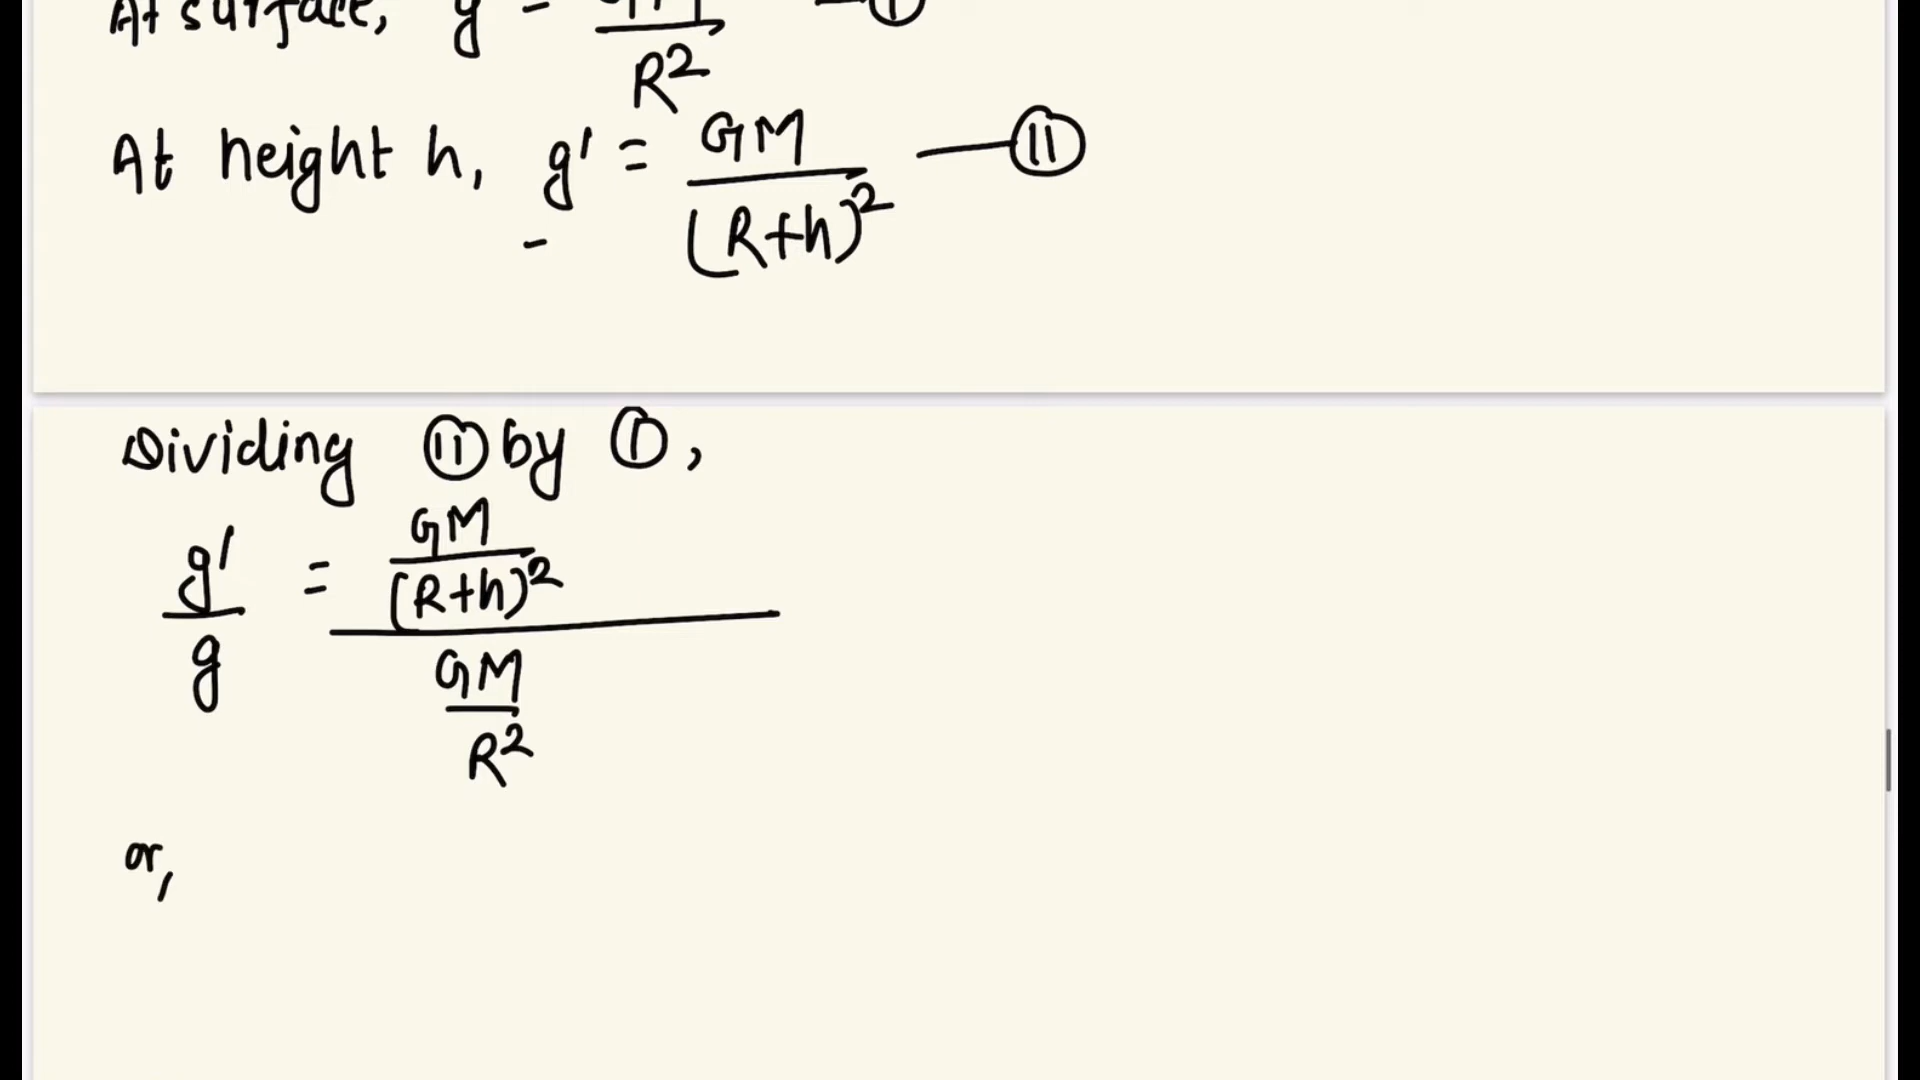 At surface, g = GM/R² —Ⓘ
At height h, g' = GM/(R+h)² —Ⓘⓘ
Dividing Ⓘⓘ by Ⓘ,
g'/g = (GM/(R+h)²)/(GM/R²)
or,